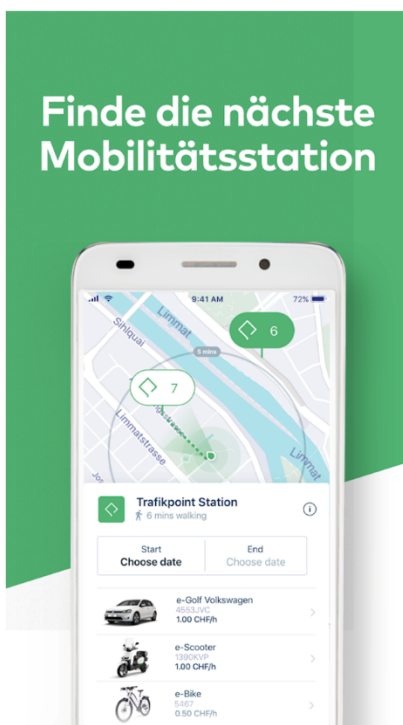 Finde die nächste
Mobilitätsstation
9:41 AM
72%
Limmat
Sihlquai
6
5 mins
7
Limmatstrasse
Limmat
Trafikpoint Station
6 mins walking
Start
Choose date
End
Choose date
e-Golf Volkswagen
4553JVC
1.00 CHF/h
e-Scooter
1390KVP
1.00 CHF/h
e-Bike
5467
0.50 CHF/h